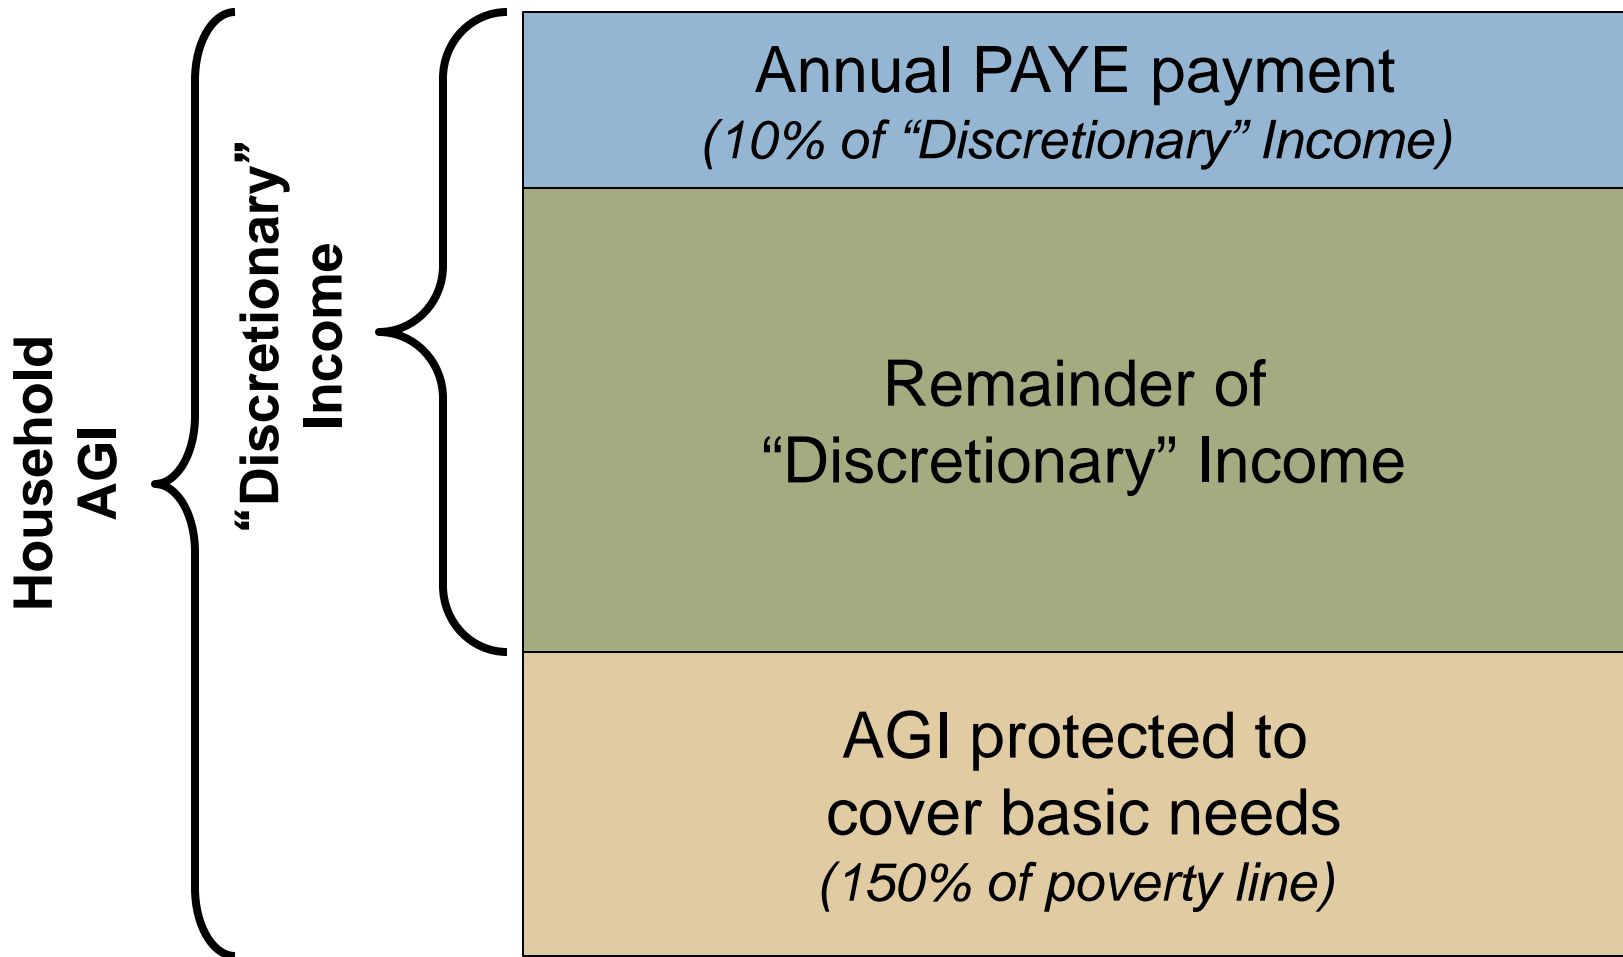 Household
AGI
“Discretionary”
Income
Annual PAYE payment
(10% of “Discretionary” Income)
Remainder of
“Discretionary” Income
AGI protected to
cover basic needs
(150% of poverty line)